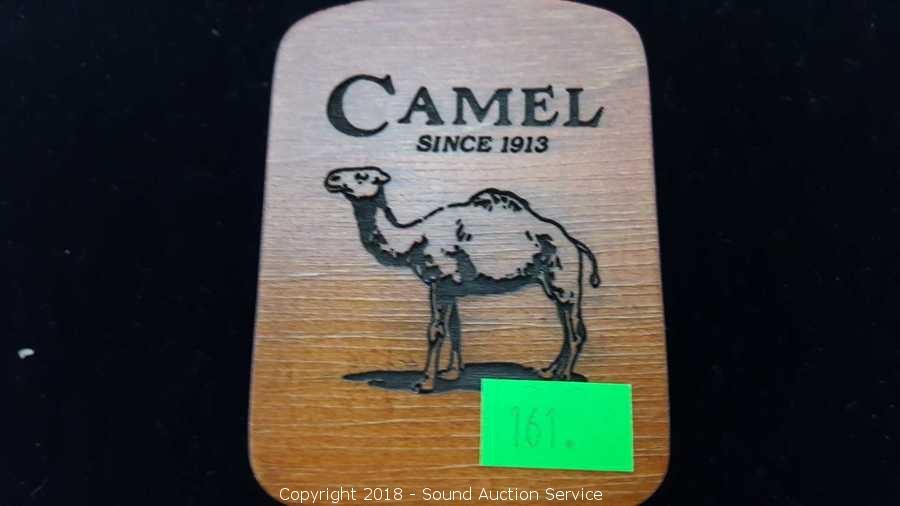 CAMEL
SINCE 1913
161.
Copyright 2018 - Sound Auction Service